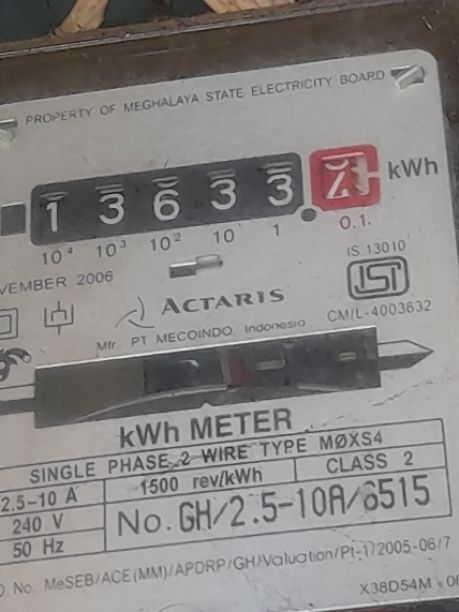 PROPERTY OF MEGHALAYA STATE ELECTRICITY BOARD
1 3 6 3 3 kWh
10⁴ 10³ 10² 10 1 0.1
IS 13010
VEMBER 2006
ISI
ACTARIS
CM/L-4003632
Mfr. PT MECOINDO, Indonesia
kWh METER
SINGLE PHASE 2 WIRE TYPE MØXS4
2.5-10 A 1500 rev/kWh CLASS 2
240 V No. GH/2.5-10A/6515
50 Hz
No. MeSEB/ACE(MM)/APDRP/GH/Valuation/Pt-1/2005-06/7
X38D54M